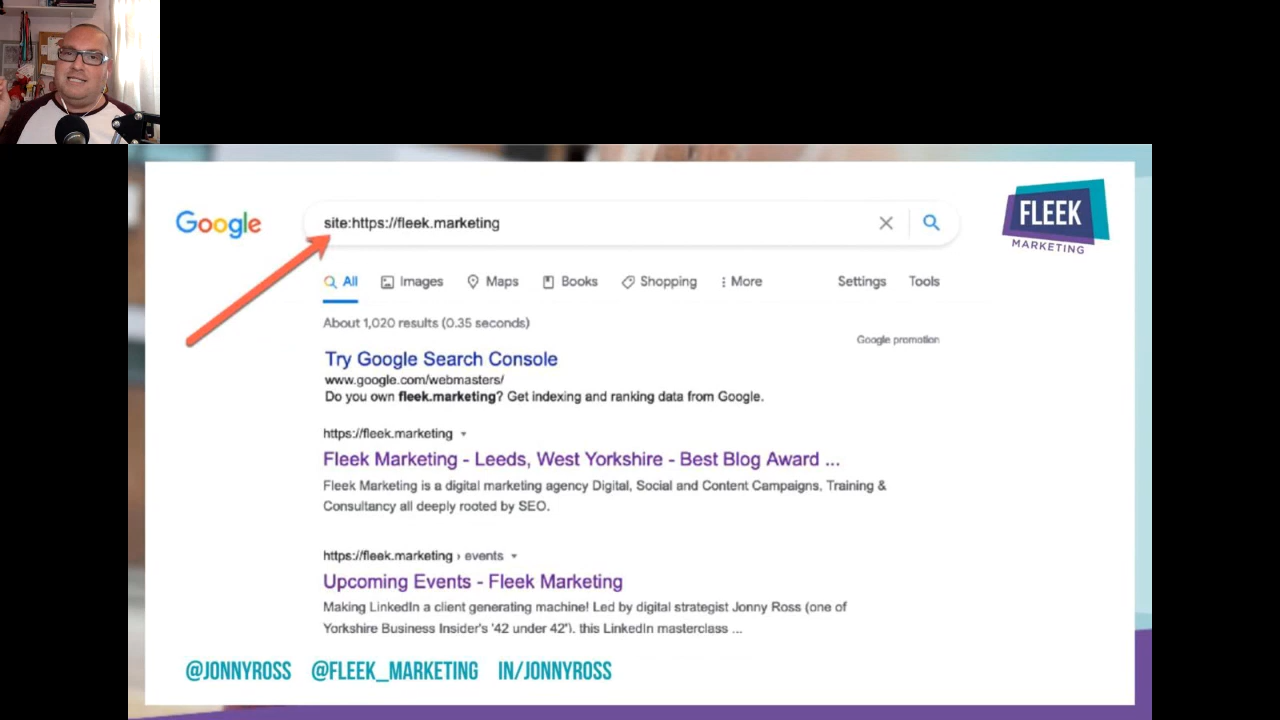 Google
site:https://fleek.marketing
FLEEK
MARKETING
All Images Maps Books Shopping More Settings Tools
About 1,020 results (0.35 seconds)
Google promotion
Try Google Search Console
www.google.com/webmasters/
Do you own fleek.marketing? Get indexing and ranking data from Google.
https://fleek.marketing
Fleek Marketing - Leeds, West Yorkshire - Best Blog Award ...
Fleek Marketing is a digital marketing agency Digital, Social and Content Campaigns, Training &
Consultancy all deeply rooted by SEO.
https://fleek.marketing › events
Upcoming Events - Fleek Marketing
Making LinkedIn a client generating machine! Led by digital strategist Jonny Ross (one of
Yorkshire Business Insider's '42 under 42'), this LinkedIn masterclass ...
@JONNYROSS @FLEEK_MARKETING IN/JONNYROSS